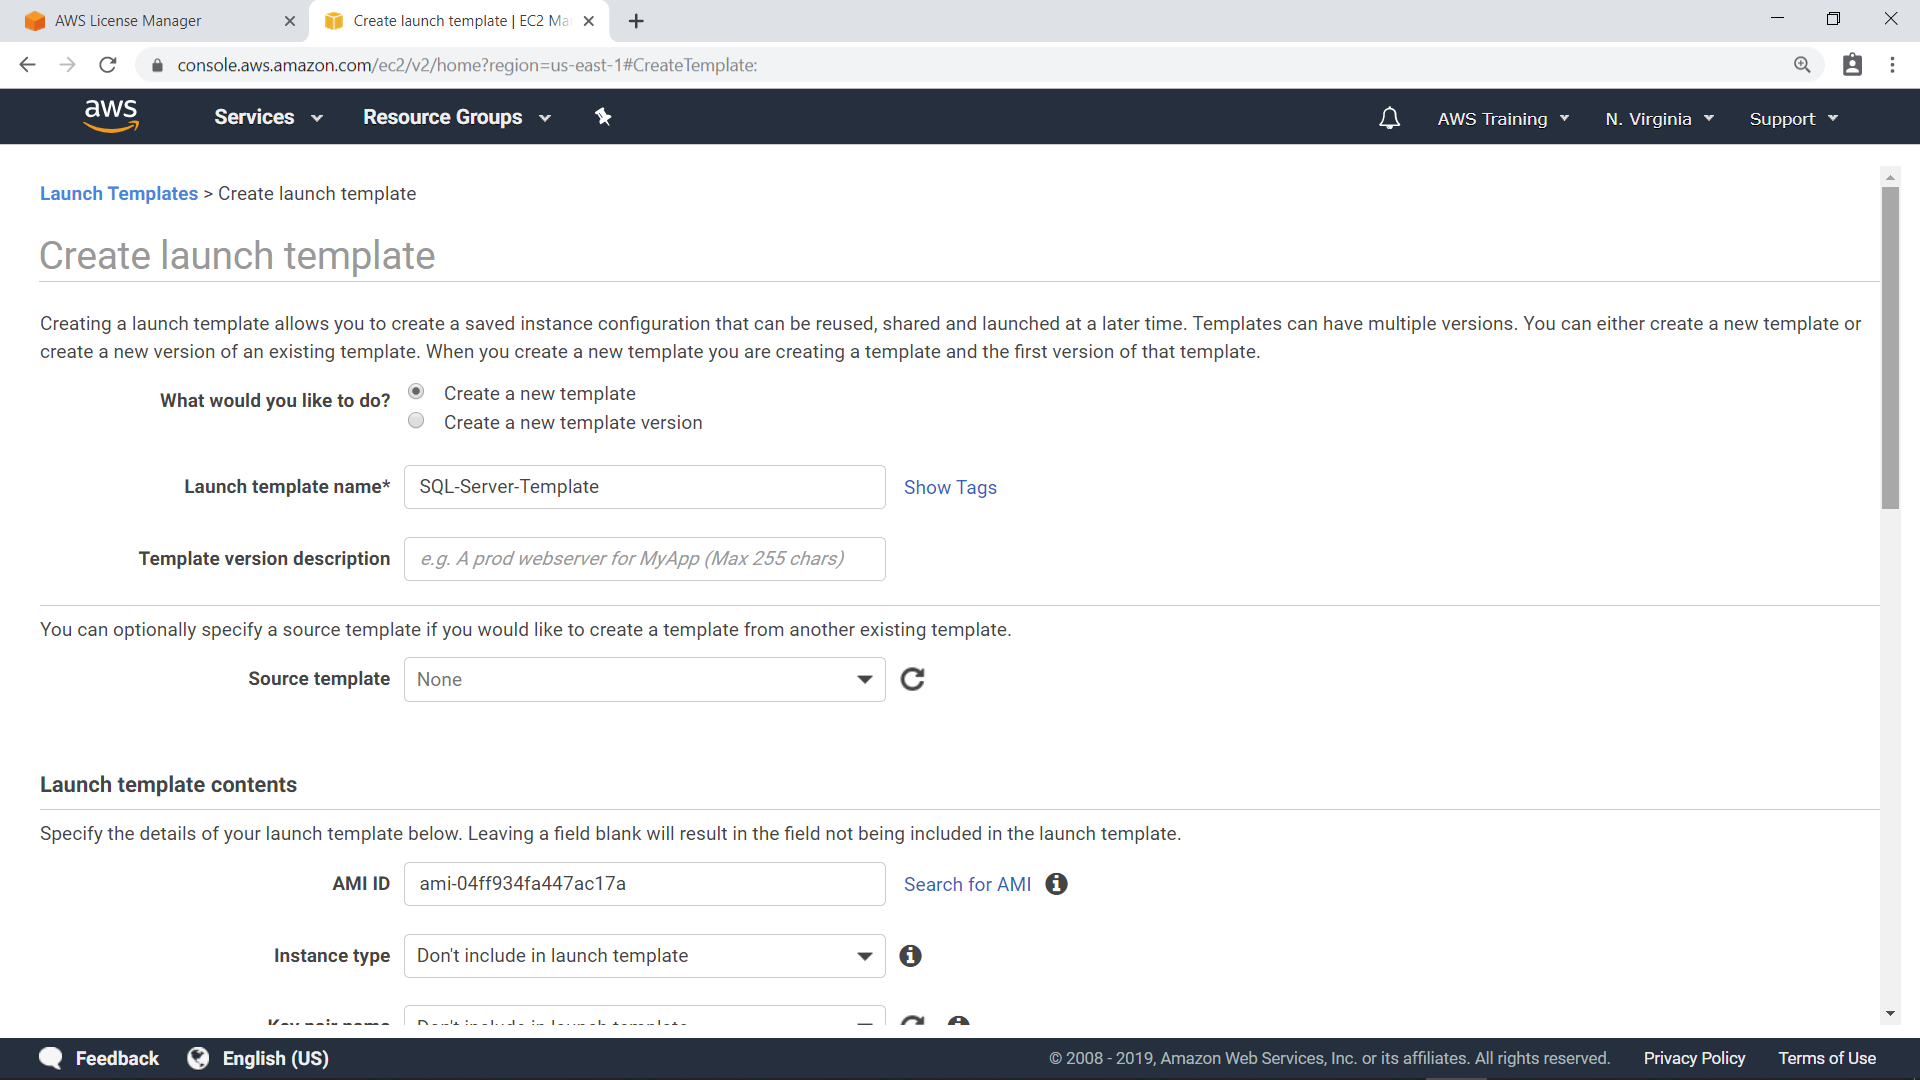 AWS License Manager
Create launch template | EC2 Ma
console.aws.amazon.com/ec2/v2/home?region=us-east-1#CreateTemplate:
aws Services Resource Groups AWS Training N. Virginia Support
Launch Templates > Create launch template
Create launch template
Creating a launch template allows you to create a saved instance configuration that can be reused, shared and launched at a later time. Templates can have multiple versions. You can either create a new template or
create a new version of an existing template. When you create a new template you are creating a template and the first version of that template.
What would you like to do? Create a new template
Create a new template version
Launch template name* SQL-Server-Template Show Tags
Template version description e.g. A prod webserver for MyApp (Max 255 chars)
You can optionally specify a source template if you would like to create a template from another existing template.
Source template None
Launch template contents
Specify the details of your launch template below. Leaving a field blank will result in the field not being included in the launch template.
AMI ID ami-04ff934fa447ac17a Search for AMI
Instance type Don't include in launch template
Key pair name Don't include in launch template
Feedback English (US) © 2008 - 2019, Amazon Web Services, Inc. or its affiliates. All rights reserved. Privacy Policy Terms of Use